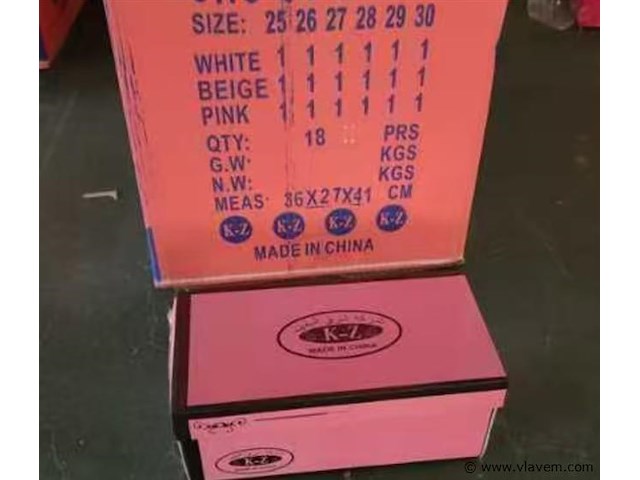 SIZE: 25 26 27 28 29 30
WHITE 1 1 1 1 1 1
BEIGE 1 1 1 1 1 1
PINK 1 1 1 1 1 1
QTY: 18 PRS
G.W: KGS
N.W: KGS
MEAS: 36X27X41 CM
K-Z K-Z K-Z K-Z
MADE IN CHINA
K-Z
MADE IN CHINA
K-Z
© www.vlavem.com